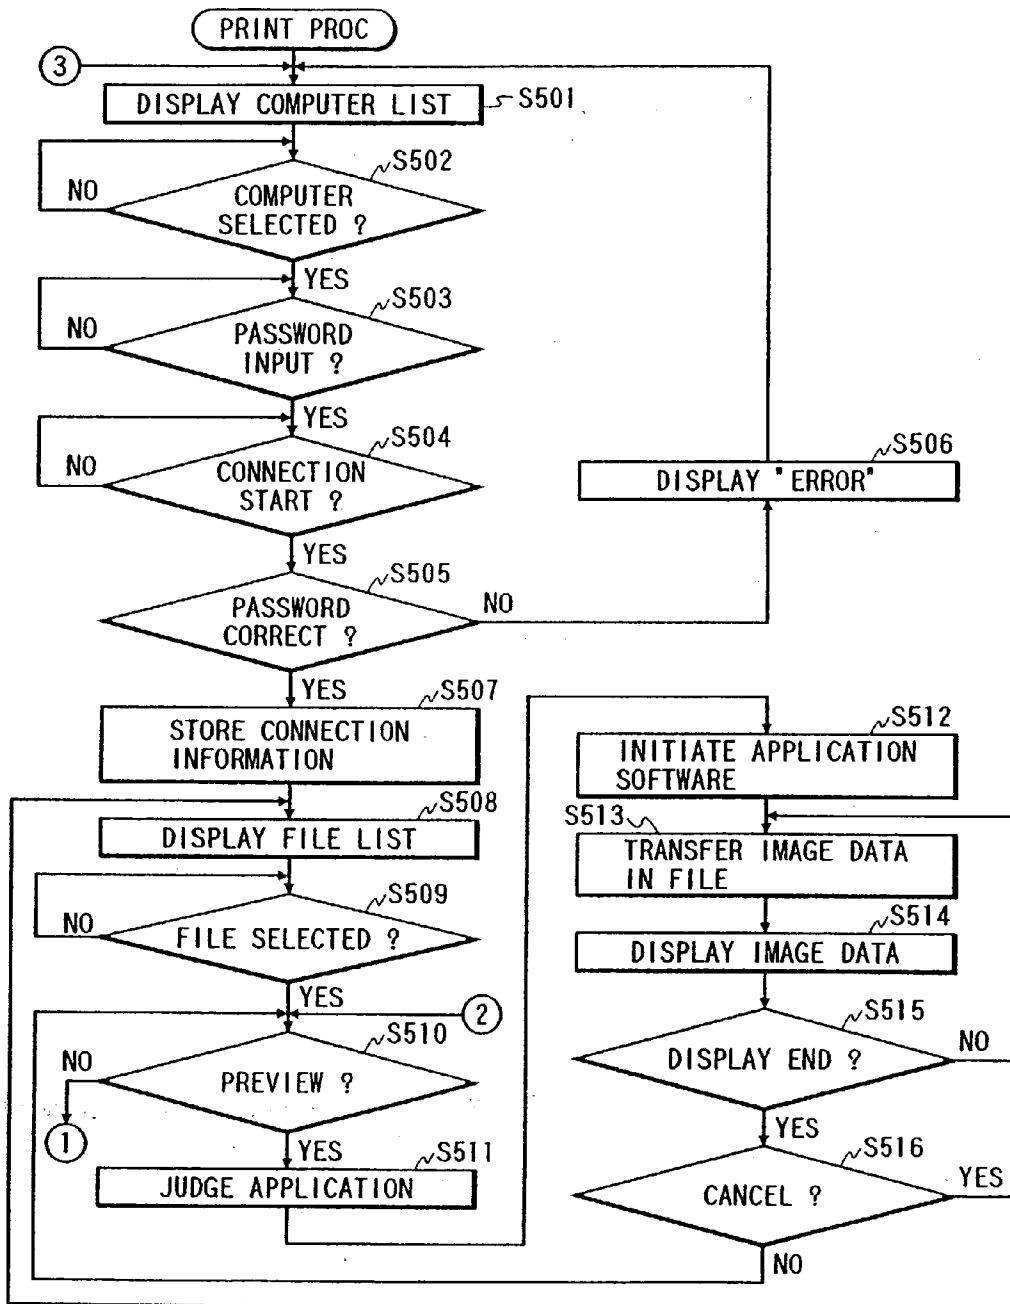 PRINT PROC
3
DISPLAY COMPUTER LIST
S501
S502
NO
COMPUTER
SELECTED ?
YES
S503
NO
PASSWORD
INPUT ?
YES
S504
NO
CONNECTION
START ?
YES
S506
DISPLAY "ERROR"
S505
PASSWORD
CORRECT ?
NO
YES
S507
STORE CONNECTION
INFORMATION
S508
DISPLAY FILE LIST
S509
NO
FILE SELECTED ?
YES
2
S510
NO
PREVIEW ?
1
YES
S511
JUDGE APPLICATION
S512
INITIATE APPLICATION
SOFTWARE
S513
TRANSFER IMAGE DATA
IN FILE
S514
DISPLAY IMAGE DATA
S515
DISPLAY END ?
NO
YES
S516
CANCEL ?
YES
NO